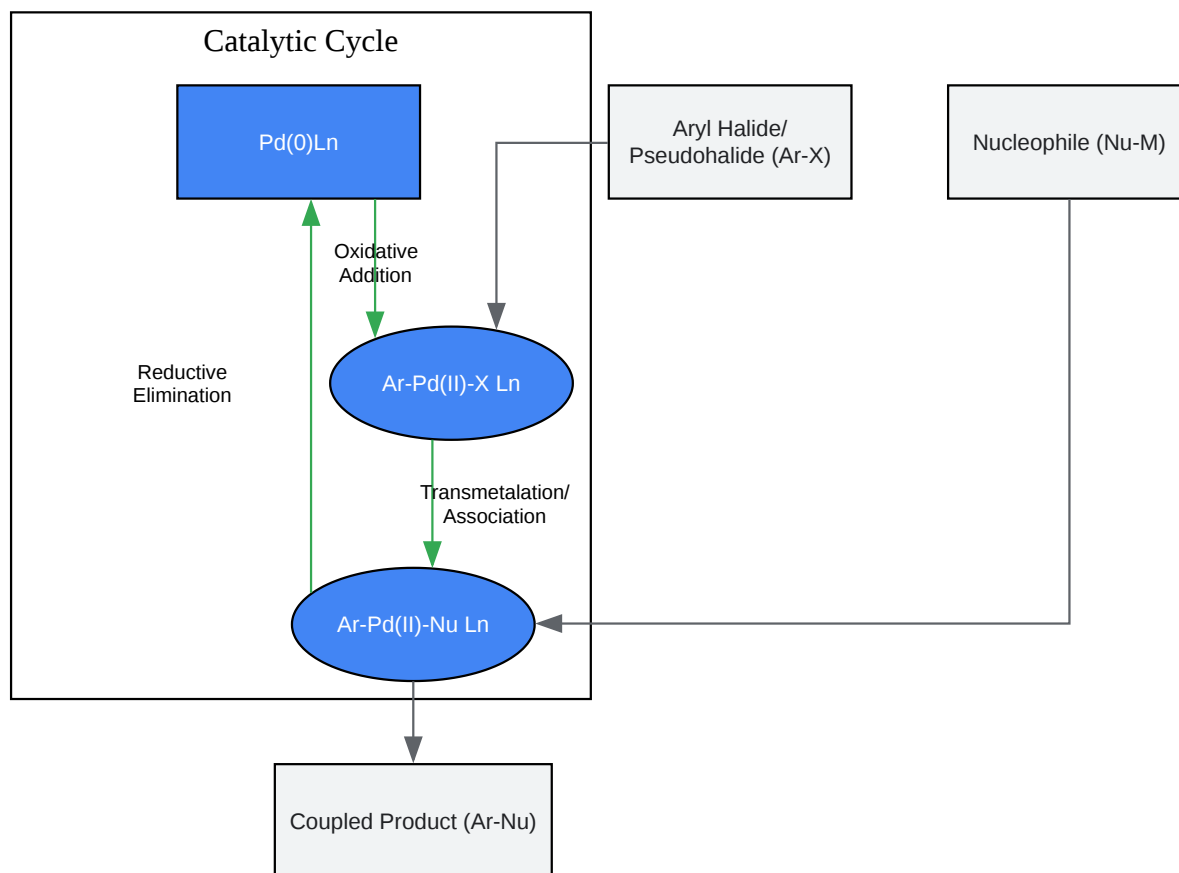 Catalytic Cycle
Pd(0)Ln
Aryl Halide/
Pseudohalide (Ar-X)
Nucleophile (Nu-M)
Oxidative
Addition
Reductive
Elimination
Ar-Pd(II)-X Ln
Transmetalation/
Association
Ar-Pd(II)-Nu Ln
Coupled Product (Ar-Nu)